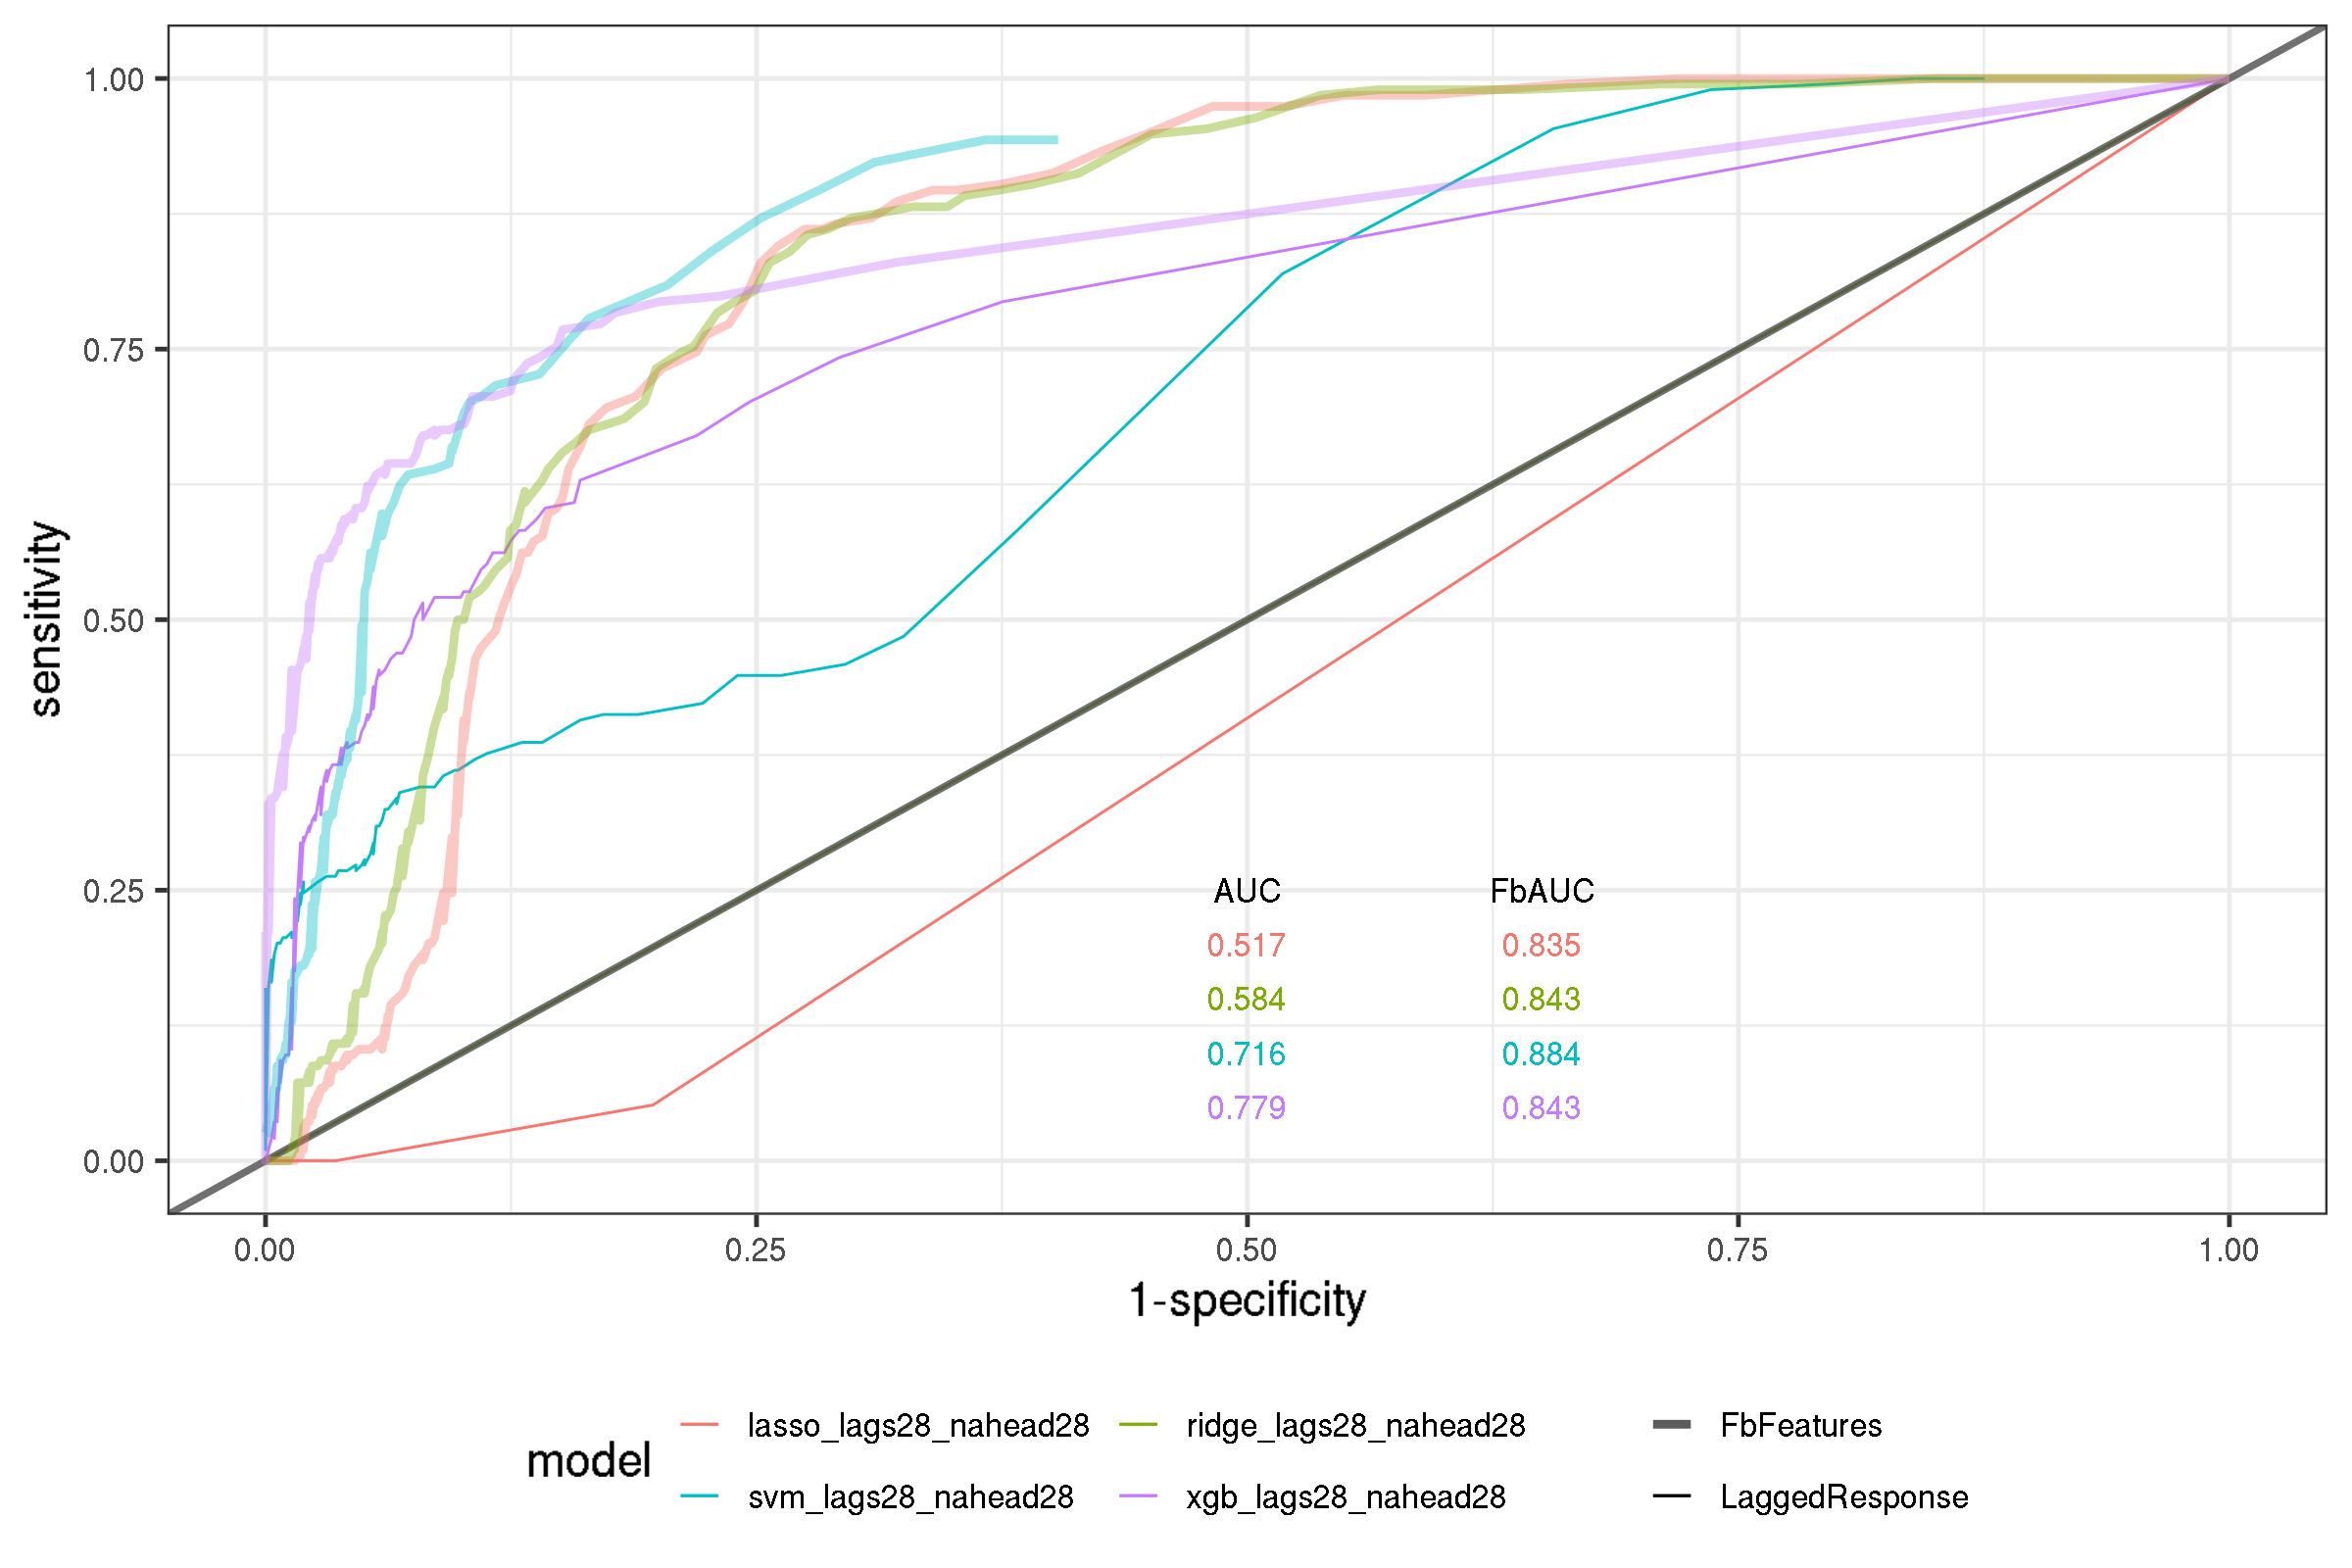 1.00
0.75
0.50
0.25
0.00
sensitivity
AUC FbAUC
0.517 0.835
0.584 0.843
0.716 0.884
0.779 0.843
0.00 0.25 0.50 0.75 1.00
1-specificity
model
lasso_lags28_nahead28 ridge_lags28_nahead28 FbFeatures
svm_lags28_nahead28 xgb_lags28_nahead28 LaggedResponse